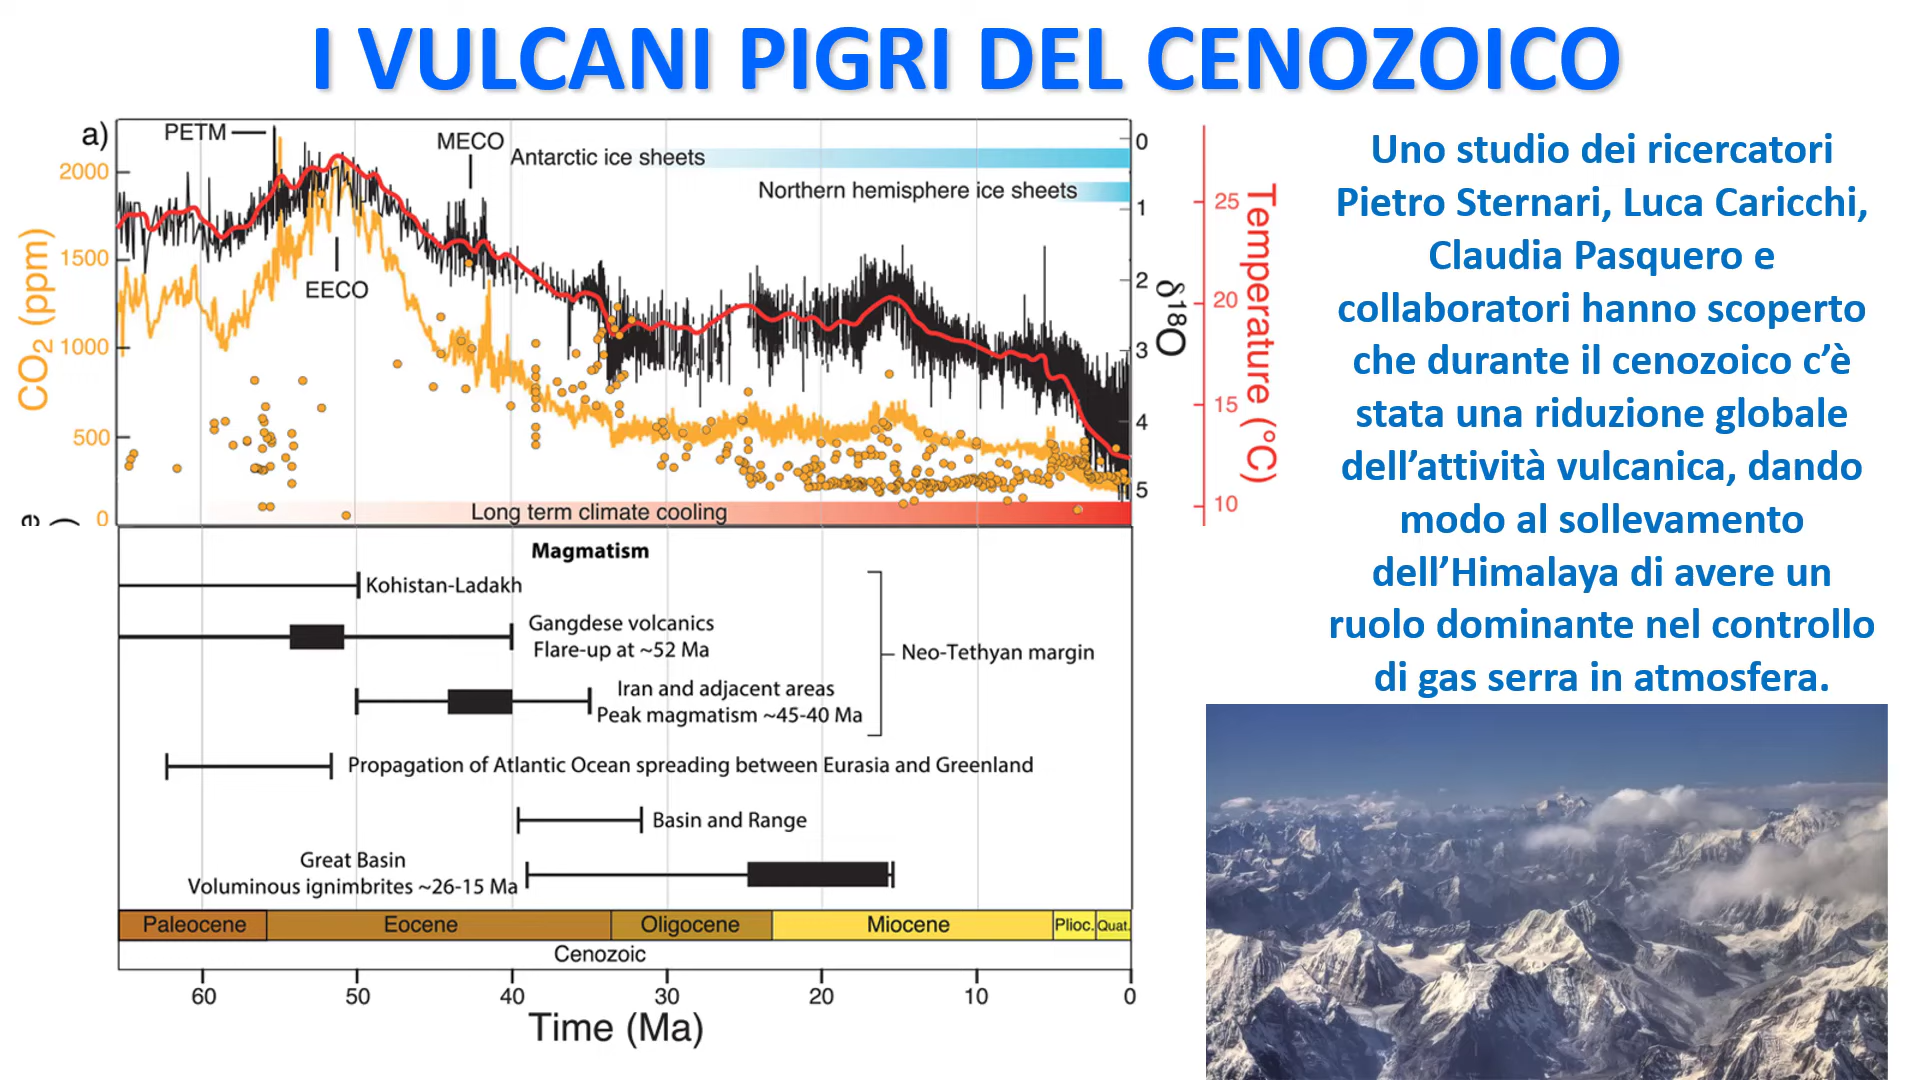 I VULCANI PIGRI DEL CENOZOICO
a)
PETM
MECO
EECO
Antarctic ice sheets
Northern hemisphere ice sheets
Long term climate cooling
CO2 (ppm)
2000
1500
1000
500
0
e
)
0
1
2
3
4
5
δ18O
25
20
15
10
Temperature (°C)
Magmatism
Kohistan-Ladakh
Gangdese volcanics
Flare-up at ~52 Ma
Iran and adjacent areas
Peak magmatism ~45-40 Ma
Neo-Tethyan margin
Propagation of Atlantic Ocean spreading between Eurasia and Greenland
Basin and Range
Great Basin
Voluminous ignimbrites ~26-15 Ma
Paleocene
Eocene
Oligocene
Miocene
Plioc.
Quat.
Cenozoic
60
50
40
30
20
10
0
Time (Ma)
Uno studio dei ricercatori
Pietro Sternari, Luca Caricchi,
Claudia Pasquero e
collaboratori hanno scoperto
che durante il cenozoico c’è
stata una riduzione globale
dell’attività vulcanica, dando
modo al sollevamento
dell’Himalaya di avere un
ruolo dominante nel controllo
di gas serra in atmosfera.